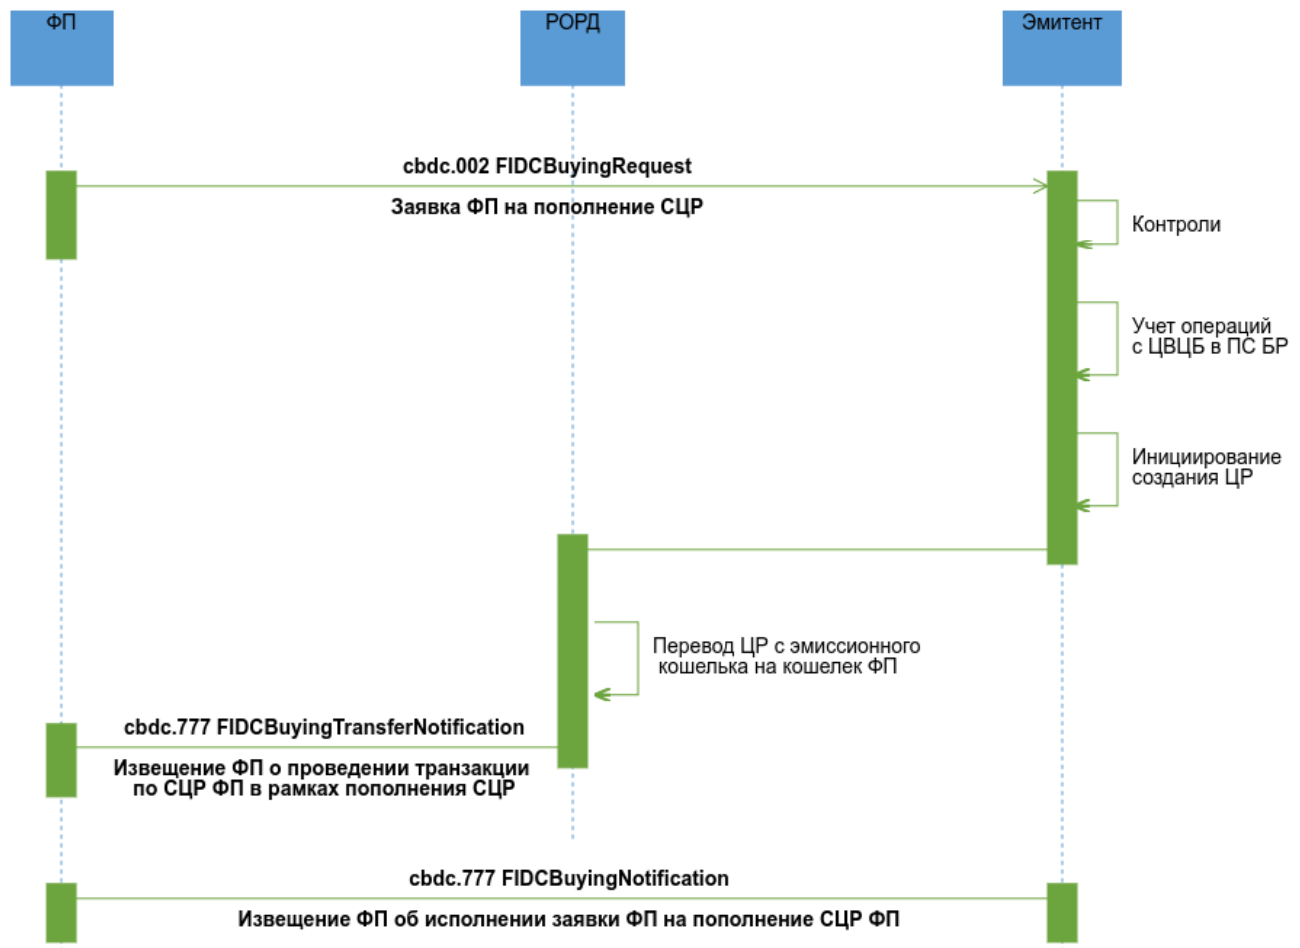 ФП
РОРД
Эмитент
cbdc.002 FIDCBuyingRequest
Заявка ФП на пополнение СЦР
Контроли
Учет операций
с ЦВЦБ в ПС БР
Инициирование
создания ЦР
Перевод ЦР с эмиссионного
кошелька на кошелек ФП
cbdc.777 FIDCBuyingTransferNotification
Извещение ФП о проведении транзакции
по СЦР ФП в рамках пополнения СЦР
cbdc.777 FIDCBuyingNotification
Извещение ФП об исполнении заявки ФП на пополнение СЦР ФП